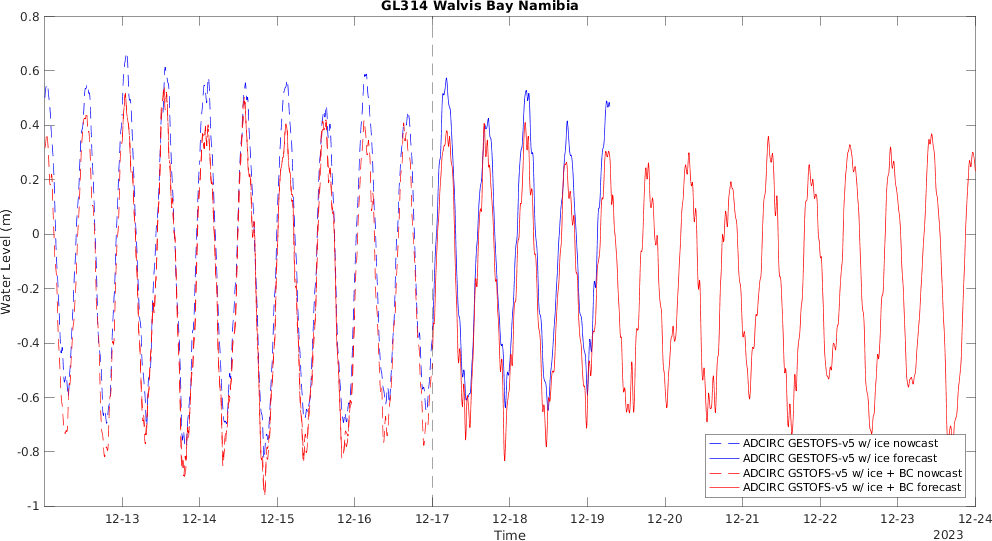 GL314 Walvis Bay Namibia
0.8
0.6
0.4
0.2
0
-0.2
-0.4
-0.6
-0.8
-1
Water Level (m)
12-13 12-14 12-15 12-16 12-17 12-18 12-19 12-20 12-21 12-22 12-23 12-24
Time
2023
ADCIRC GESTOFS-v5 w/ ice nowcast
ADCIRC GESTOFS-v5 w/ ice forecast
ADCIRC GSTOFS-v5 w/ ice + BC nowcast
ADCIRC GSTOFS-v5 w/ ice + BC forecast